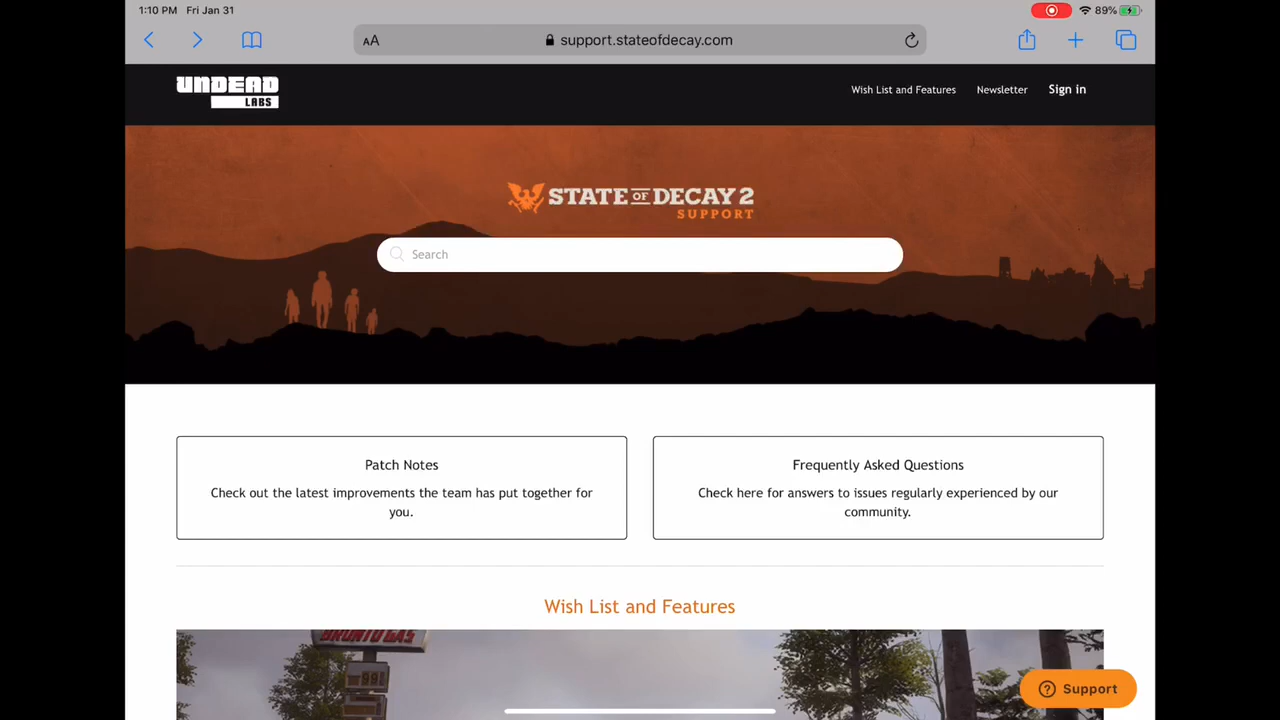 1:10 PM Fri Jan 31
89%
AA
support.stateofdecay.com
UNDEAD
LABS
Wish List and Features
Newsletter
Sign in
STATE OF DECAY 2
SUPPORT
Search
Patch Notes
Check out the latest improvements the team has put together for
you.
Frequently Asked Questions
Check here for answers to issues regularly experienced by our
community.
Wish List and Features
BRONTO GAS
99
Support